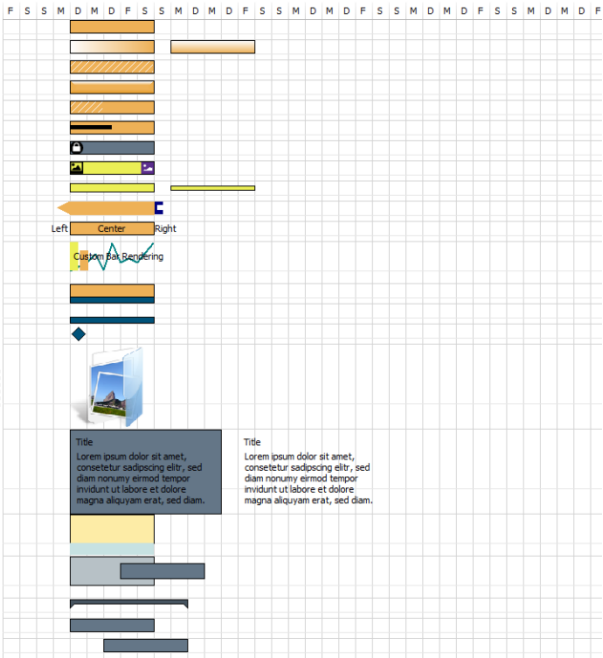 F S S M D M D F S S M D M D F S S M D M D F S S M D M D F S S M D M D F
Left Center Right
Custom Bar Rendering
Title Title
Lorem ipsum dolor sit amet, Lorem ipsum dolor sit amet,
consetetur sadipscing elitr, sed consetetur sadipscing elitr, sed
diam nonumy eirmod tempor diam nonumy eirmod tempor
invidunt ut labore et dolore invidunt ut labore et dolore
magna aliquyam erat, sed diam. magna aliquyam erat, sed diam.